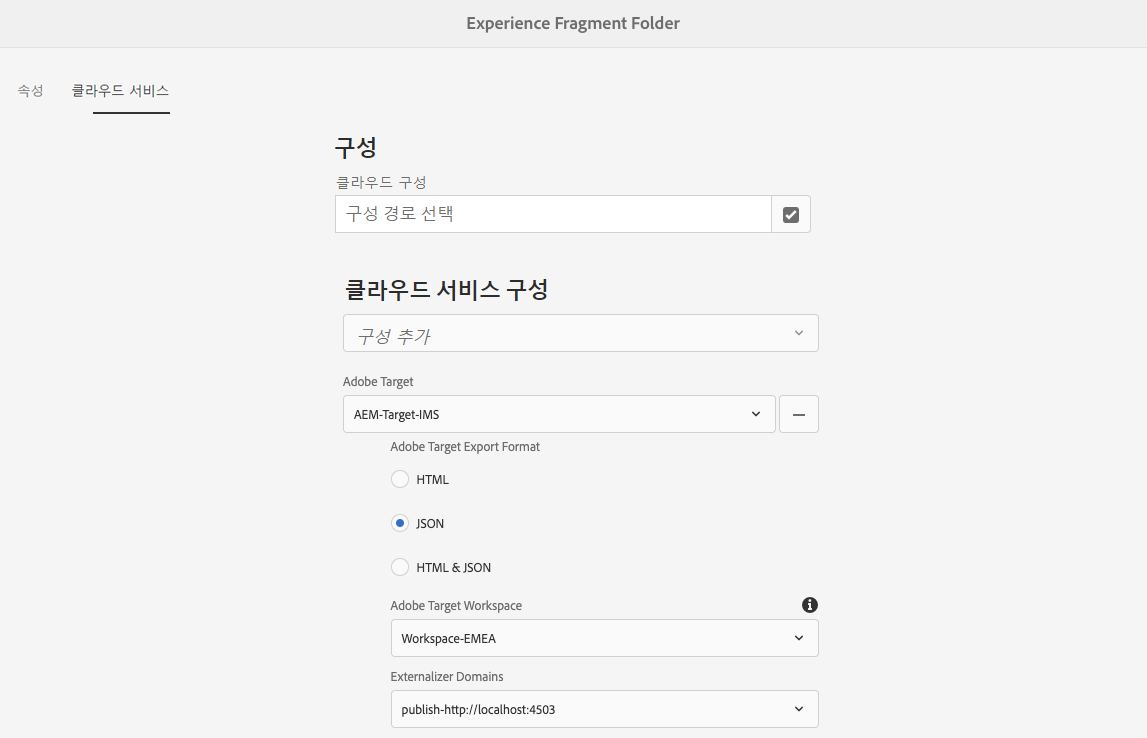 Experience Fragment Folder
속성 클라우드 서비스
구성
클라우드 구성
구성 경로 선택
클라우드 서비스 구성
구성 추가
Adobe Target
AEM-Target-IMS
Adobe Target Export Format
HTML
JSON
HTML & JSON
Adobe Target Workspace
Workspace-EMEA
Externalizer Domains
publish-http://localhost:4503